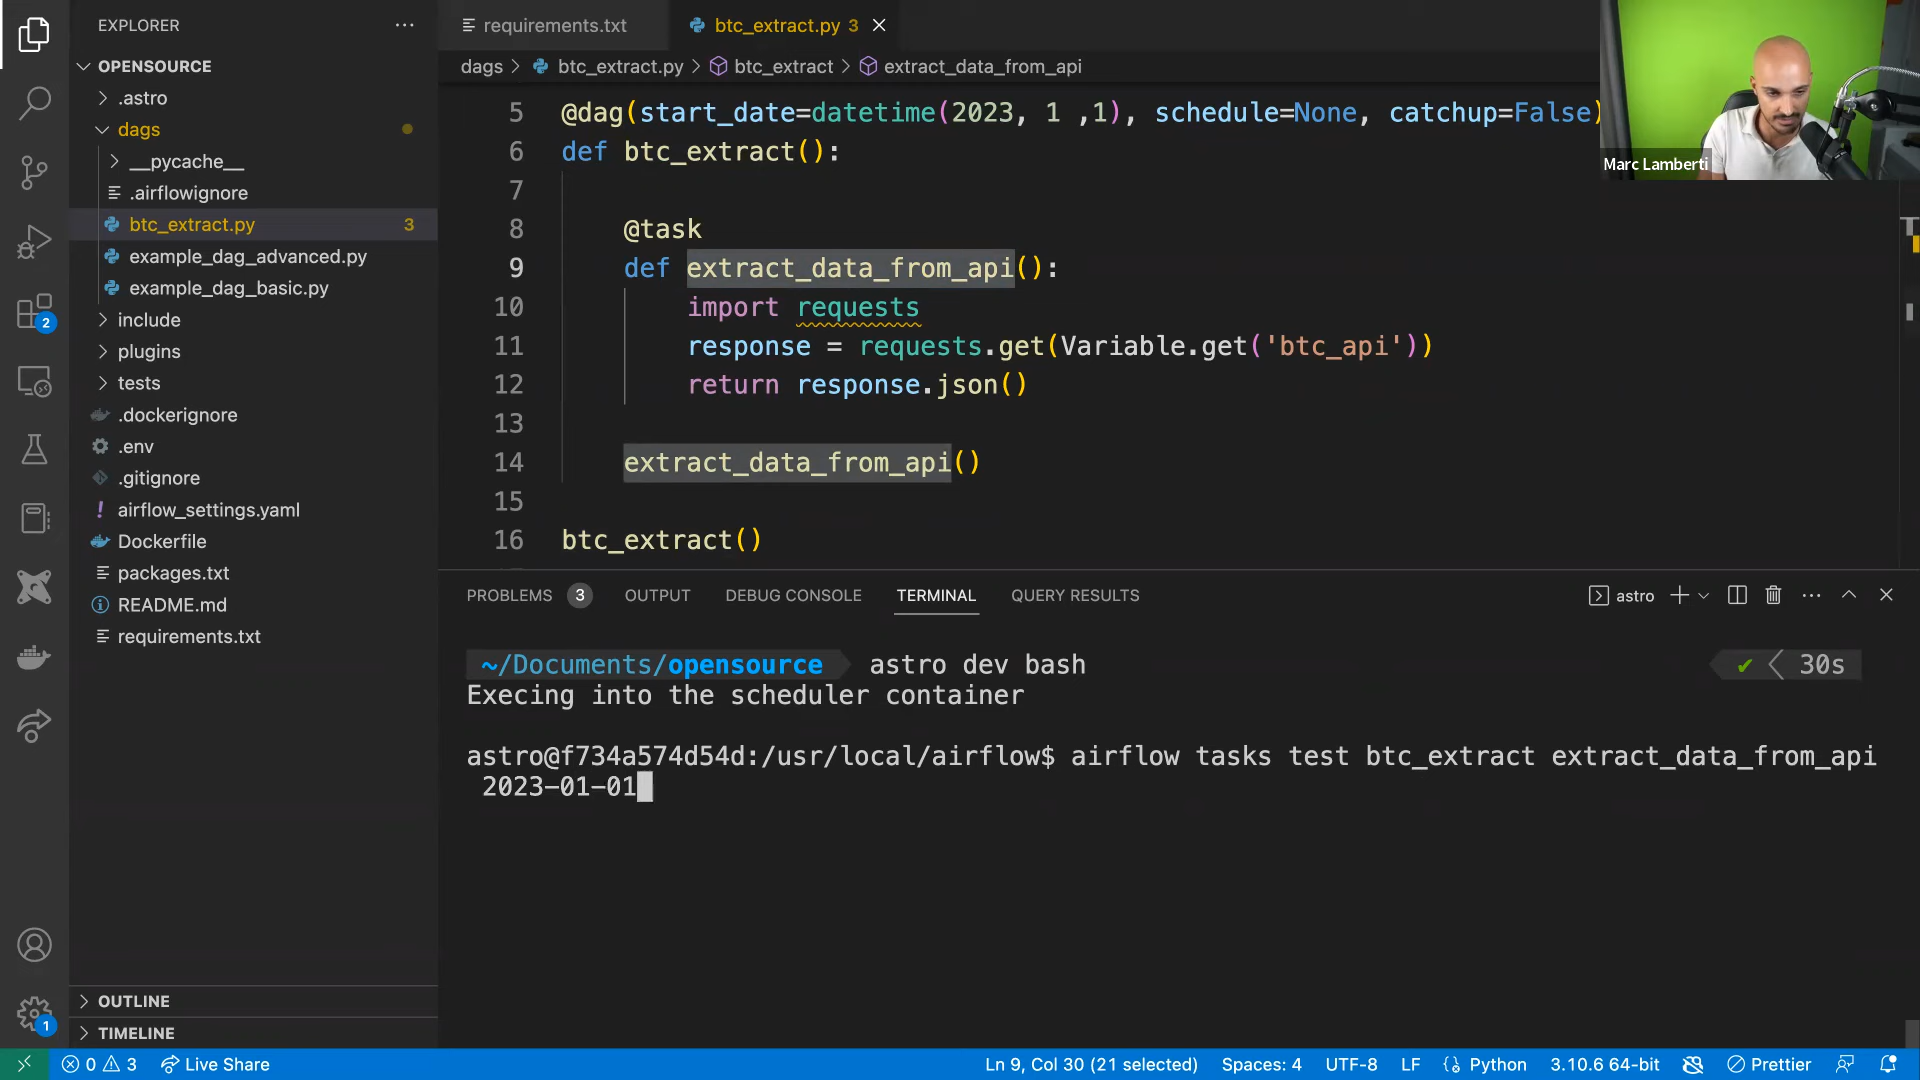 EXPLORER
OPENSOURCE
.astro
dags
__pycache__
.airflowignore
btc_extract.py 3
example_dag_advanced.py
example_dag_basic.py
include
plugins
tests
.dockerignore
.env
.gitignore
airflow_settings.yaml
Dockerfile
packages.txt
README.md
requirements.txt
OUTLINE
TIMELINE
2
1
requirements.txt
btc_extract.py 3
dags > btc_extract.py > btc_extract > extract_data_from_api
5 @dag(start_date=datetime(2023, 1 ,1), schedule=None, catchup=False)
6 def btc_extract():
7
8 @task
9 def extract_data_from_api():
10 import requests
11 response = requests.get(Variable.get('btc_api'))
12 return response.json()
13
14 extract_data_from_api()
15
16 btc_extract()
Marc Lamberti
PROBLEMS 3 OUTPUT DEBUG CONSOLE TERMINAL QUERY RESULTS
astro
~/Documents/opensource astro dev bash
✔ 30s
Execing into the scheduler container
astro@f734a574d54d:/usr/local/airflow$ airflow tasks test btc_extract extract_data_from_api
2023-01-01
0 3 Live Share
Ln 9, Col 30 (21 selected) Spaces: 4 UTF-8 LF {} Python 3.10.6 64-bit Prettier